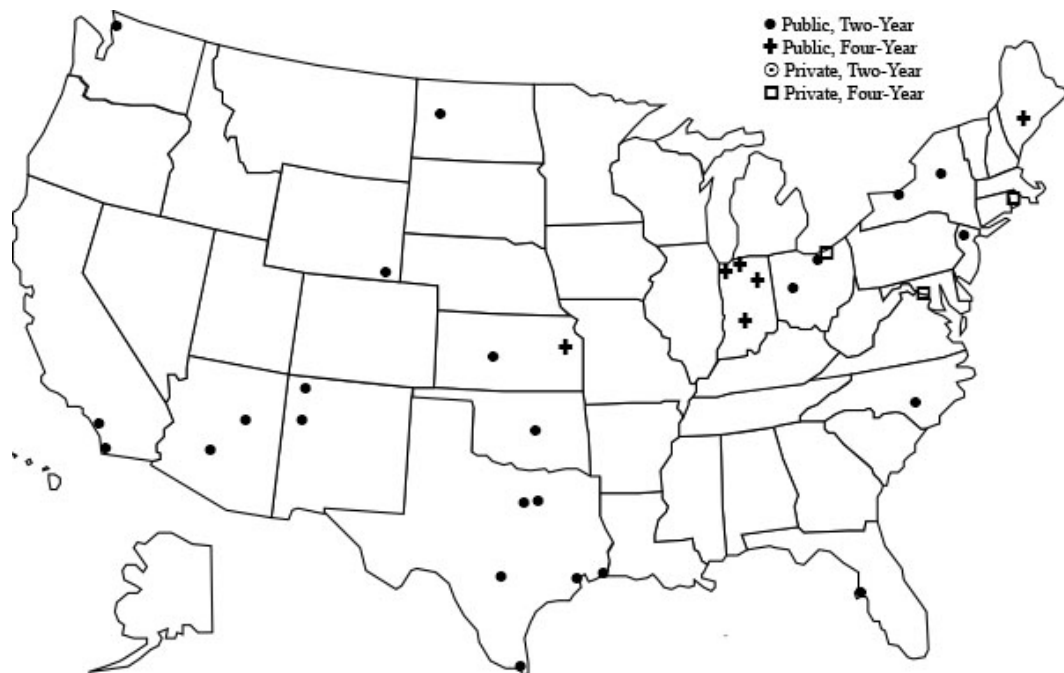 Public, Two-Year
Public, Four-Year
Private, Two-Year
Private, Four-Year